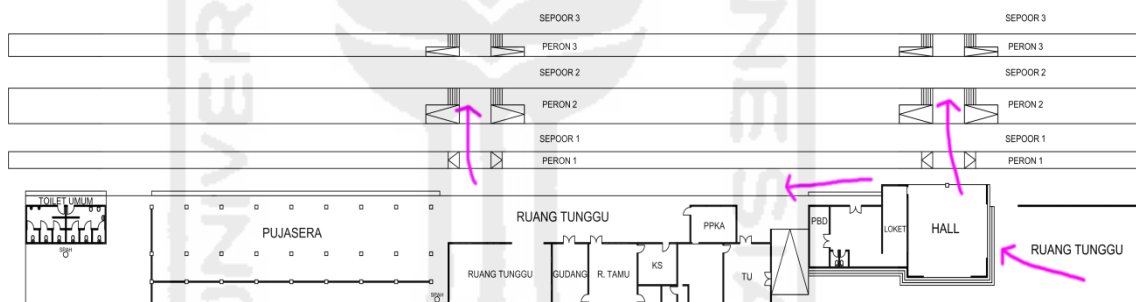 SEPOOR 3
SEPOOR 3
PERON 3
PERON 3
SEPOOR 2
SEPOOR 2
PERON 2
PERON 2
SEPOOR 1
SEPOOR 1
PERON 1
PERON 1
TOILET UMUM
PUJASERA
RUANG TUNGGU
PPKA
PBD
LOKET
HALL
RUANG TUNGGU
RUANG TUNGGU
GUDANG
R. TAMU
KS
TU
UNIVER